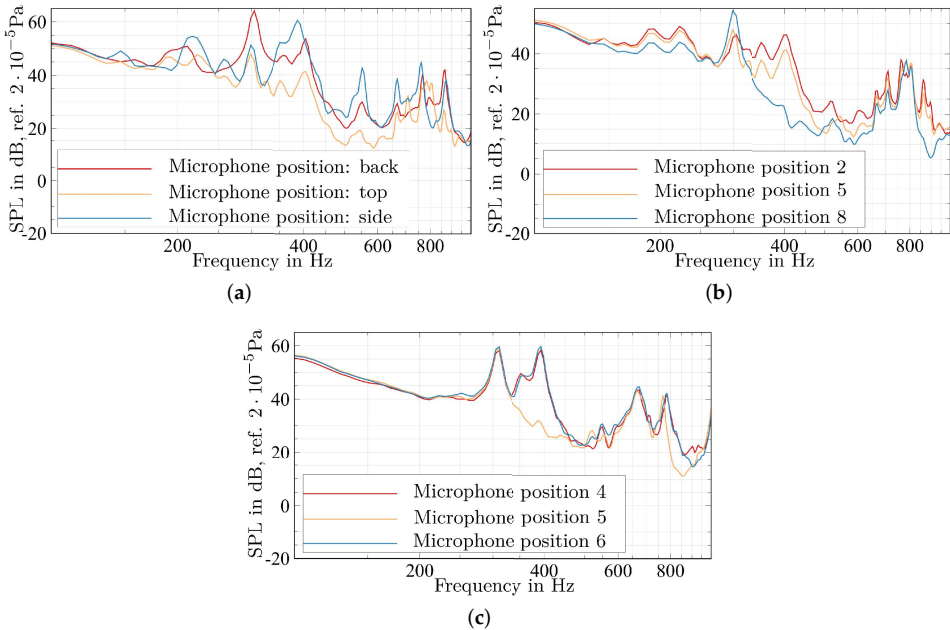 SPL in dB, ref. 2 · 10⁻⁵Pa
60
40
20
0
-20
Microphone position: back
Microphone position: top
Microphone position: side
200
400
600
800
Frequency in Hz
(a)
SPL in dB, ref. 2 · 10⁻⁵Pa
60
40
20
0
-20
Microphone position 2
Microphone position 5
Microphone position 8
200
400
600
800
Frequency in Hz
(b)
SPL in dB, ref. 2 · 10⁻⁵Pa
60
40
20
0
-20
Microphone position 4
Microphone position 5
Microphone position 6
200
400
600
800
Frequency in Hz
(c)